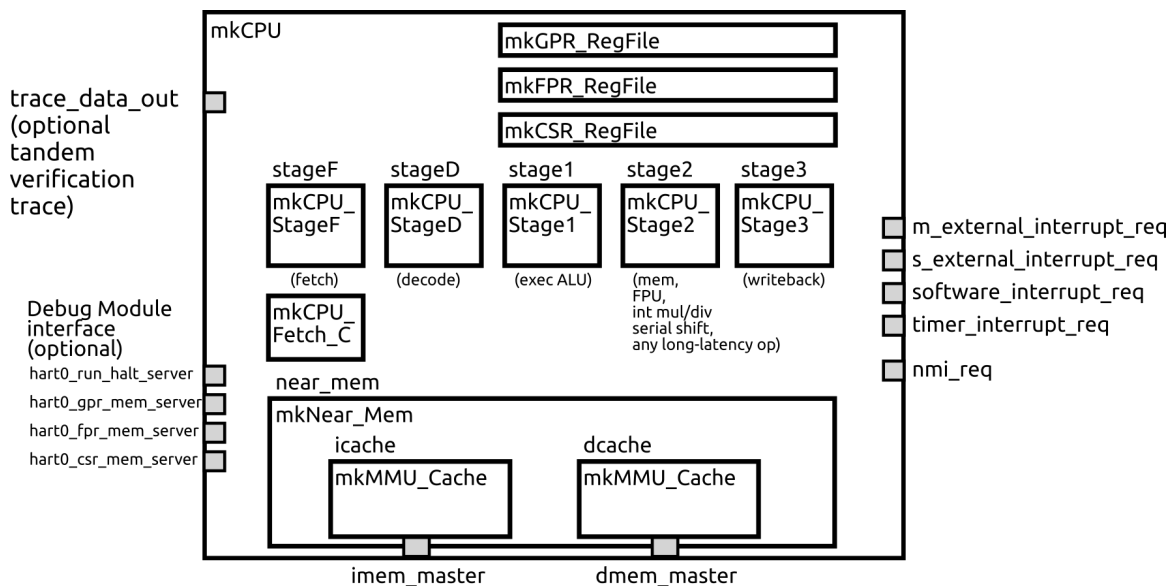 mkCPU
mkGPR_RegFile
mkFPR_RegFile
mkCSR_RegFile
trace_data_out
(optional
tandem
verification
trace)
stageF
stageD
stage1
stage2
stage3
mkCPU_
StageF
mkCPU_
StageD
mkCPU_
Stage1
mkCPU_
Stage2
mkCPU_
Stage3
(fetch)
(decode)
(exec ALU)
(mem,
FPU,
int mul/div
serial shift,
any long-latency op)
(writeback)
mkCPU_
Fetch_C
m_external_interrupt_req
s_external_interrupt_req
software_interrupt_req
timer_interrupt_req
nmi_req
Debug Module
interface
(optional)
hart0_run_halt_server
hart0_gpr_mem_server
hart0_fpr_mem_server
hart0_csr_mem_server
near_mem
mkNear_Mem
icache
mkMMU_Cache
dcache
mkMMU_Cache
imem_master
dmem_master